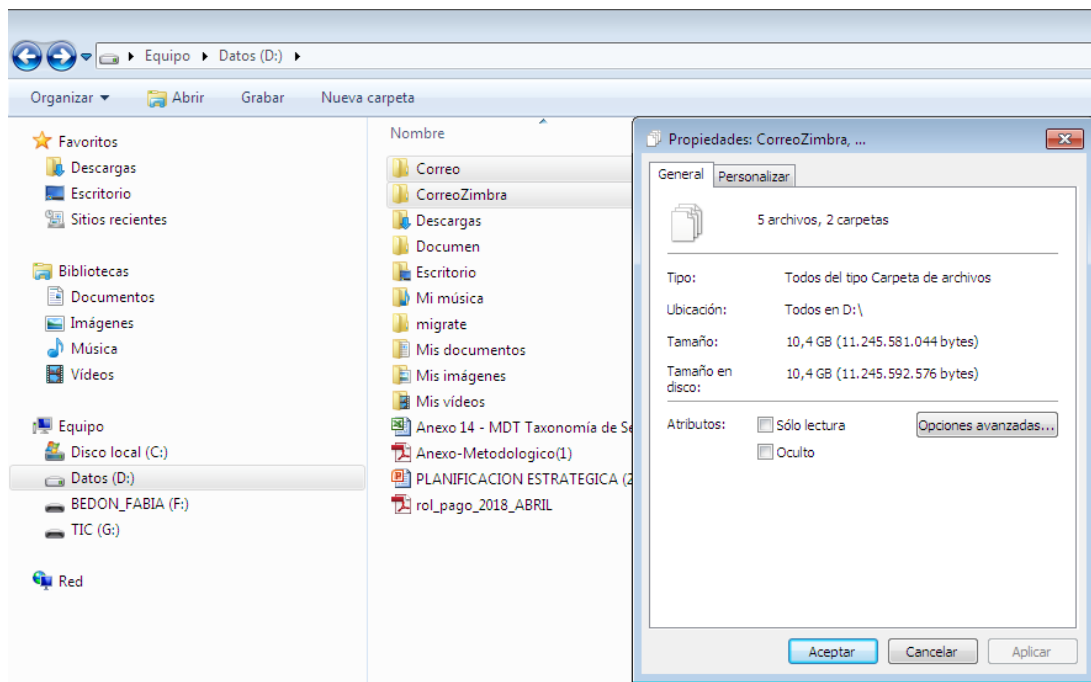 Equipo Datos (D:)
Organizar Abrir Grabar Nueva carpeta
Favoritos
Descargas
Escritorio
Sitios recientes
Bibliotecas
Documentos
Imágenes
Música
Vídeos
Equipo
Disco local (C:)
Datos (D:)
BEDON_FABIA (F:)
TIC (G:)
Red
Nombre
Correo
CorreoZimbra
Descargas
Documen
Escritorio
Mi música
migrate
Mis documentos
Mis imágenes
Mis vídeos
Anexo 14 - MDT Taxonomía de Se
Anexo-Metodologico(1)
PLANIFICACION ESTRATEGICA (2
rol_pago_2018_ABRIL
Propiedades: CorreoZimbra, ...
General Personalizar
5 archivos, 2 carpetas
Tipo: Todos del tipo Carpeta de archivos
Ubicación: Todos en D:\
Tamaño: 10,4 GB (11.245.581.044 bytes)
Tamaño en disco: 10,4 GB (11.245.592.576 bytes)
Atributos: Sólo lectura Opciones avanzadas...
Oculto
Aceptar Cancelar Aplicar